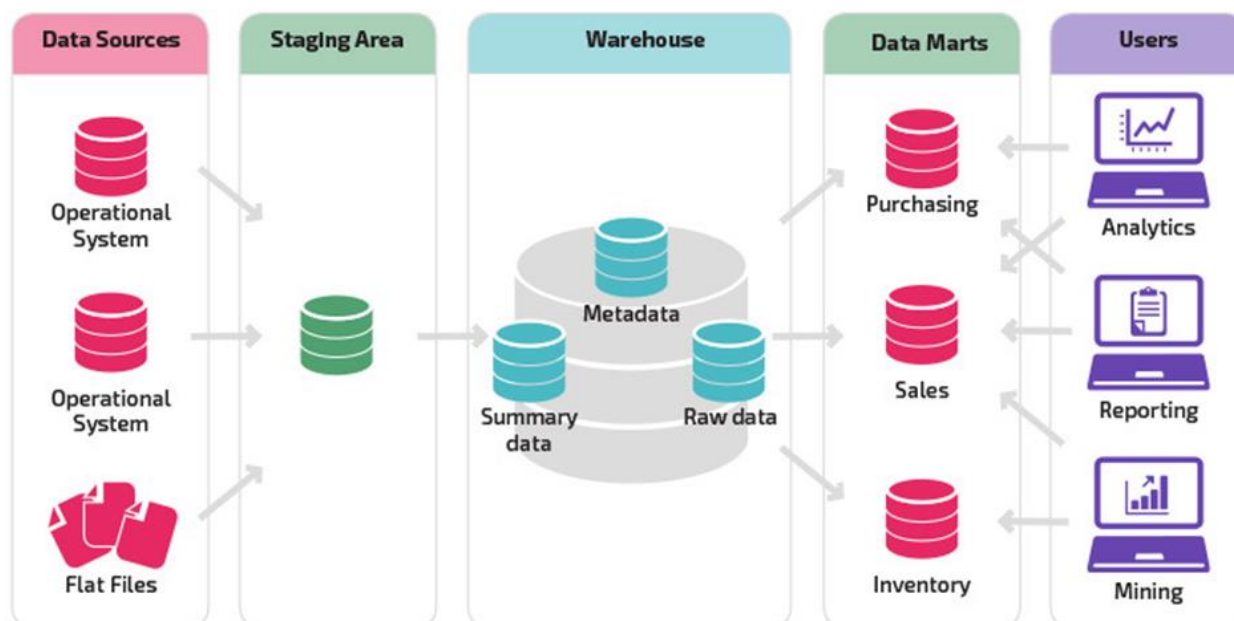 Data Sources
Staging Area
Warehouse
Data Marts
Users
Operational
System
Operational
System
Flat Files
Metadata
Summary
data
Raw data
Purchasing
Sales
Inventory
Analytics
Reporting
Mining